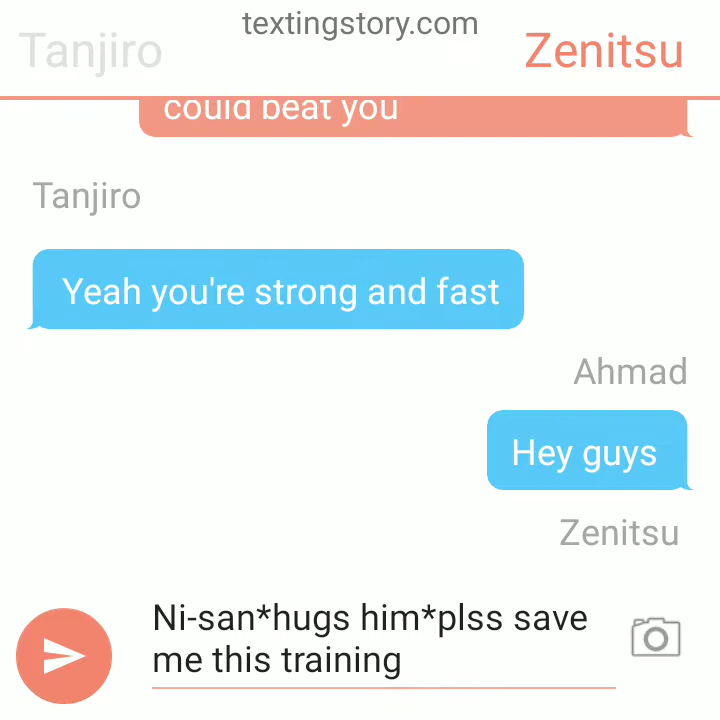 textingstory.com
Tanjiro
Zenitsu
could beat you
Tanjiro
Yeah you're strong and fast
Ahmad
Hey guys
Zenitsu
Ni-san*hugs him*plss save
me this training